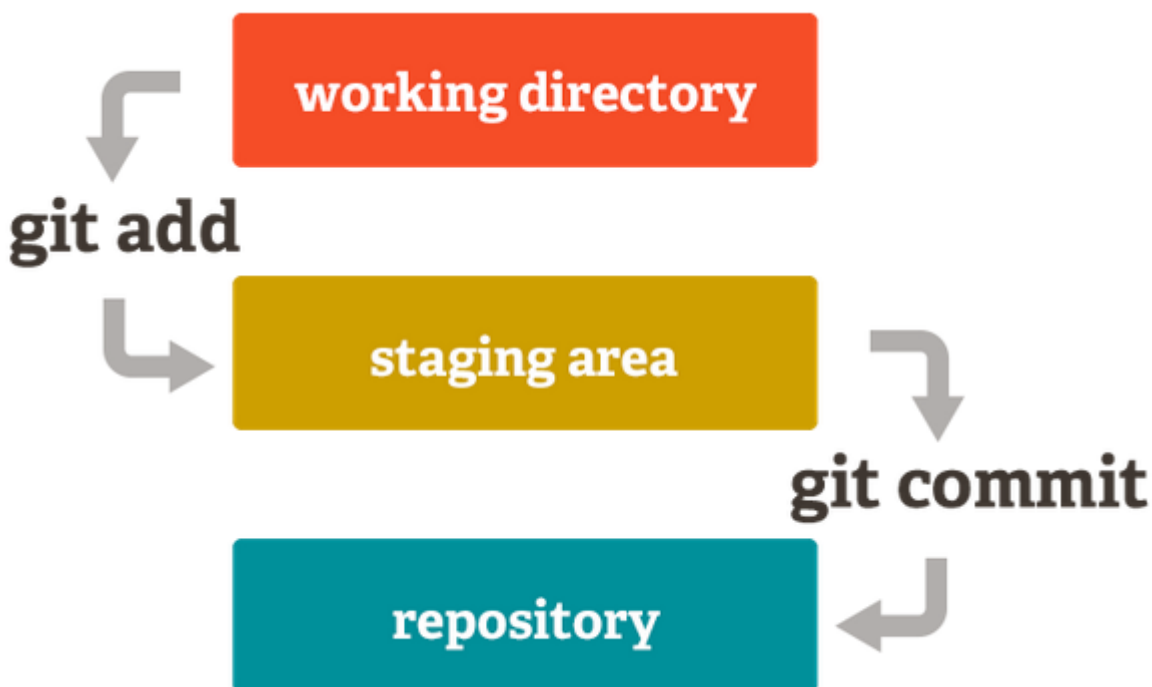 working directory
git add
staging area
git commit
repository